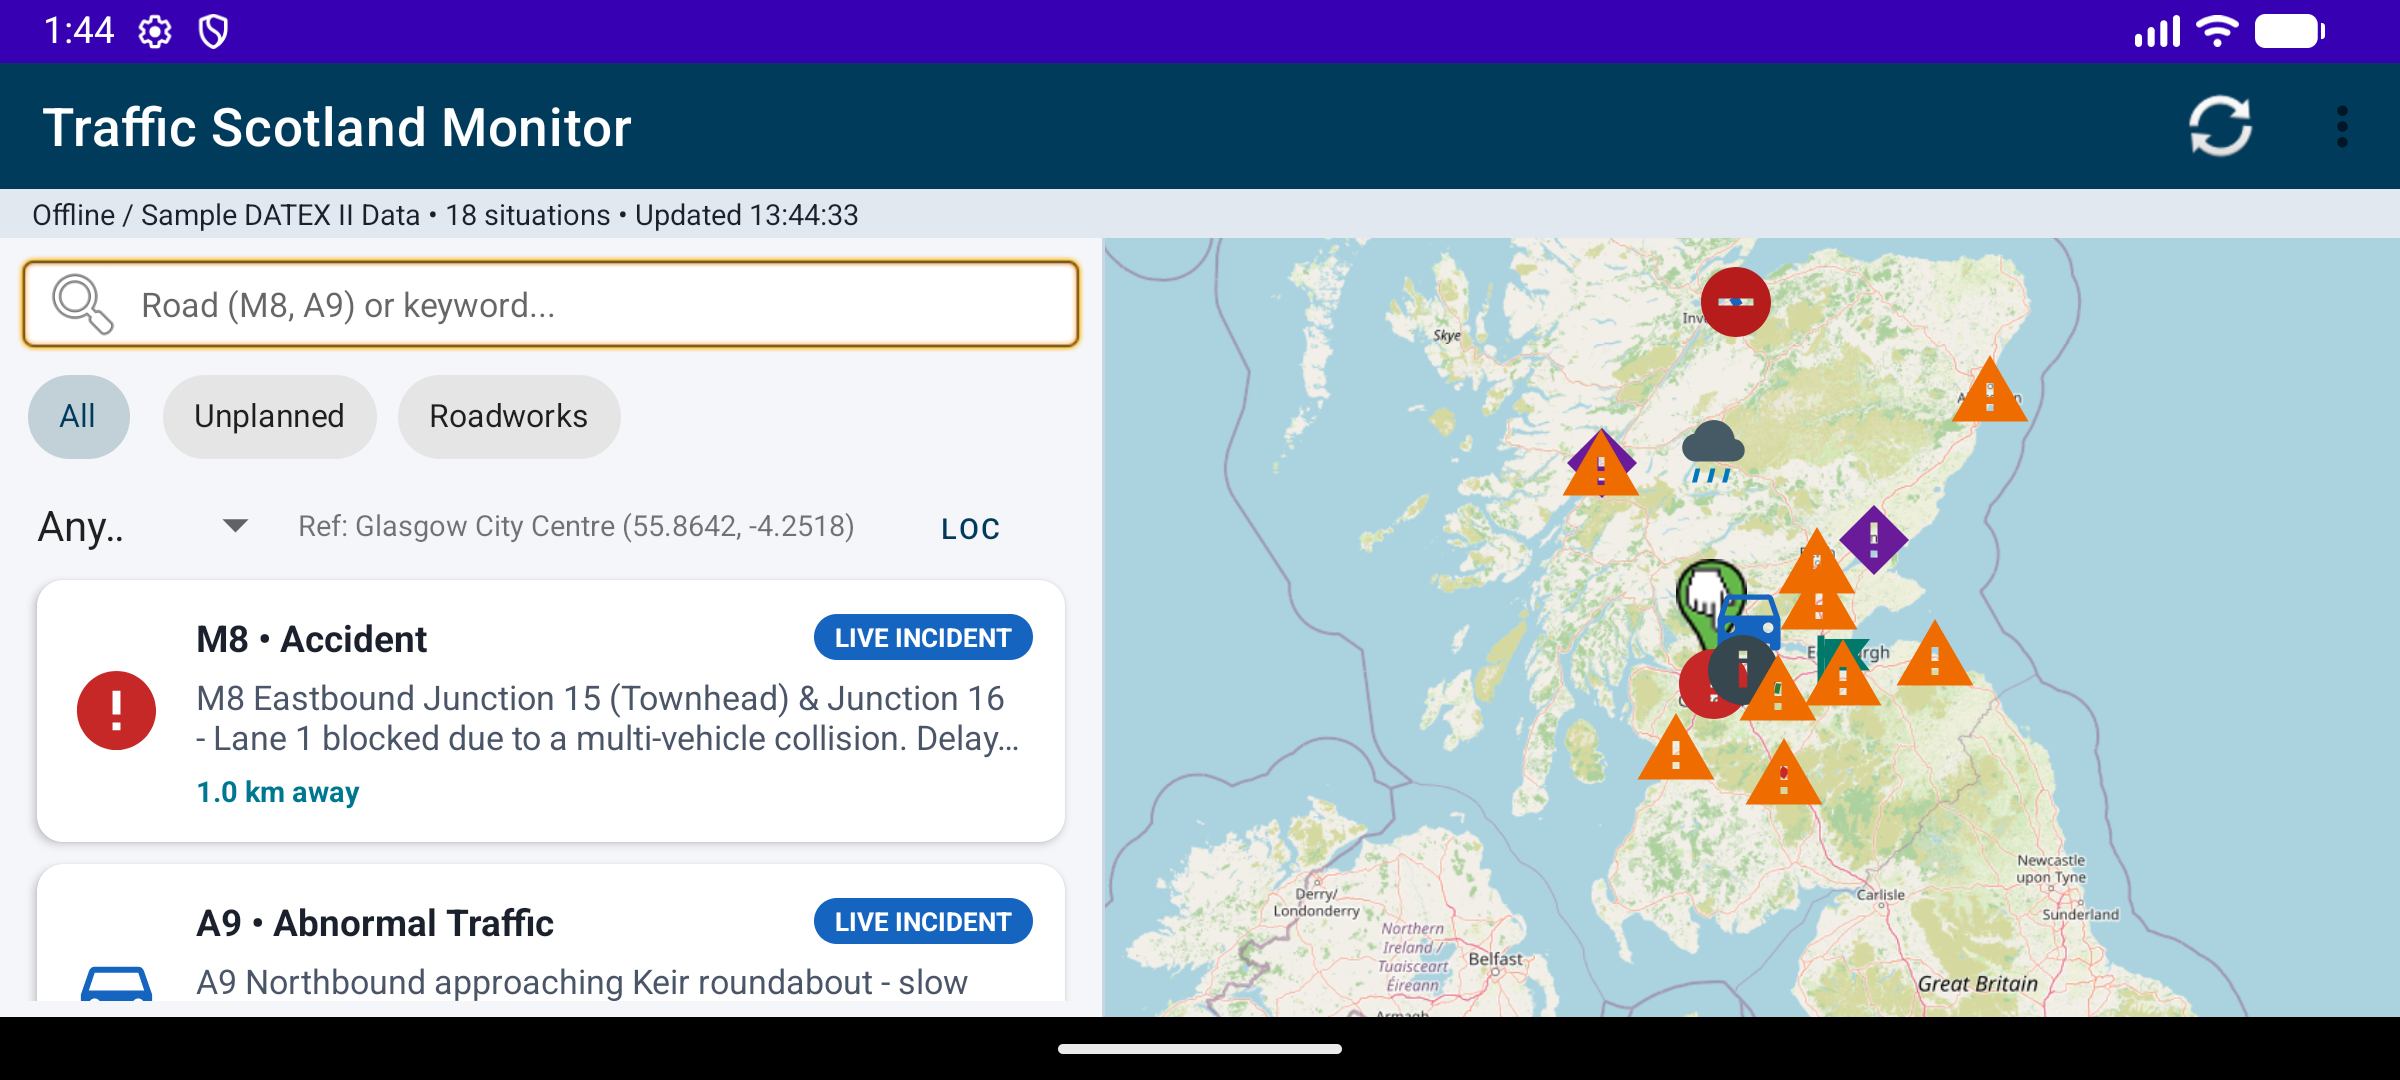 1:44
Traffic Scotland Monitor
Offline / Sample DATEX II Data • 18 situations • Updated 13:44:33
Road (M8, A9) or keyword...
All
Unplanned
Roadworks
Any..
Ref: Glasgow City Centre (55.8642, -4.2518)
LOC
M8 • Accident
LIVE INCIDENT
M8 Eastbound Junction 15 (Townhead) & Junction 16
- Lane 1 blocked due to a multi-vehicle collision. Delay...
1.0 km away
A9 • Abnormal Traffic
LIVE INCIDENT
A9 Northbound approaching Keir roundabout - slow
Skye
Newcastle
upon Tyne
Sunderland
Carlisle
Great Britain
Derry/
Londonderry
Northern
Ireland /
Tuaisceart
Éireann
Belfast